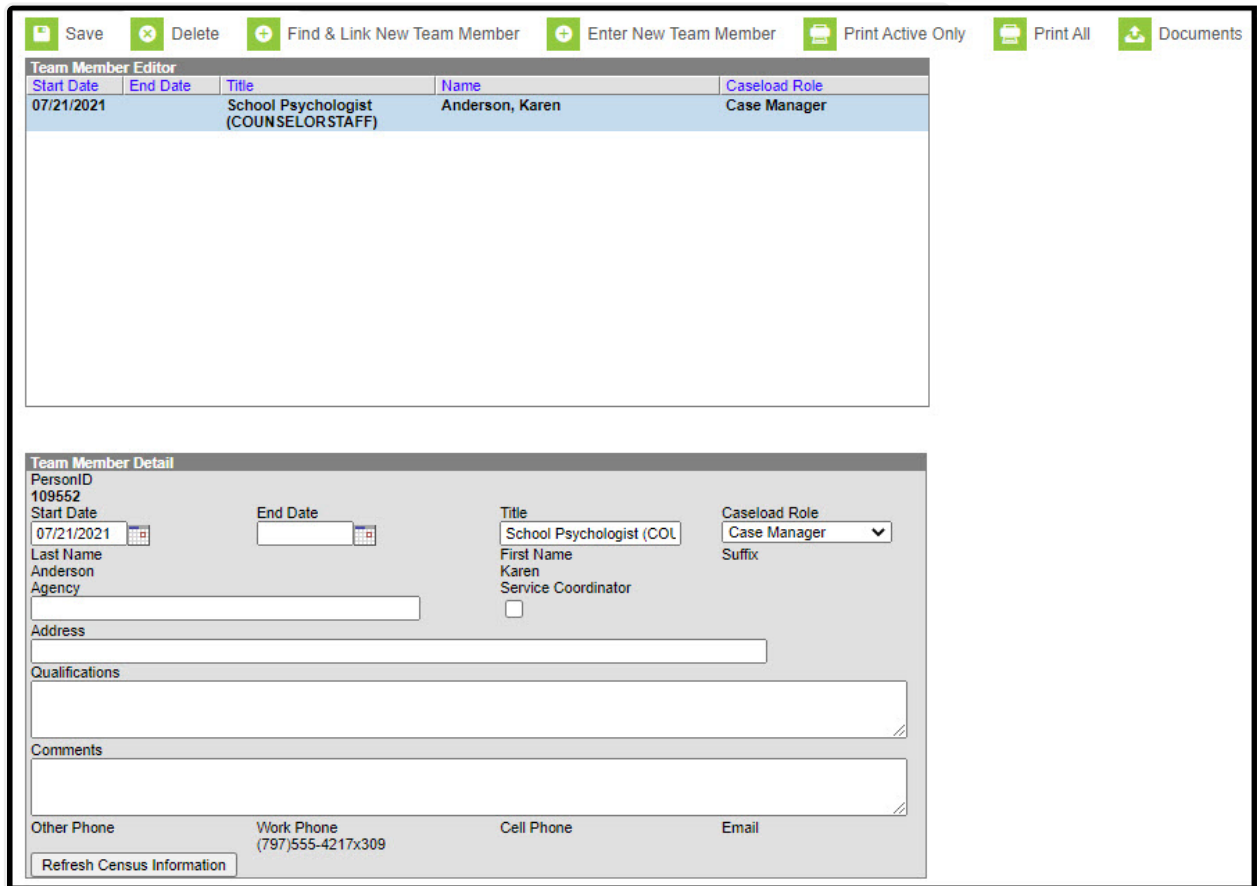 Save Delete Find & Link New Team Member Enter New Team Member Print Active Only Print All Documents
Team Member Editor
Start Date End Date Title Name Caseload Role
07/21/2021 School Psychologist Anderson, Karen Case Manager
(COUNSELORSTAFF)
Team Member Detail
PersonID
109552
Start Date End Date Title Caseload Role
07/21/2021 School Psychologist (COU Case Manager
Last Name First Name Suffix
Anderson Karen
Agency Service Coordinator
Address
Qualifications
Comments
Other Phone Work Phone Cell Phone Email
(797)555-4217x309
Refresh Census Information